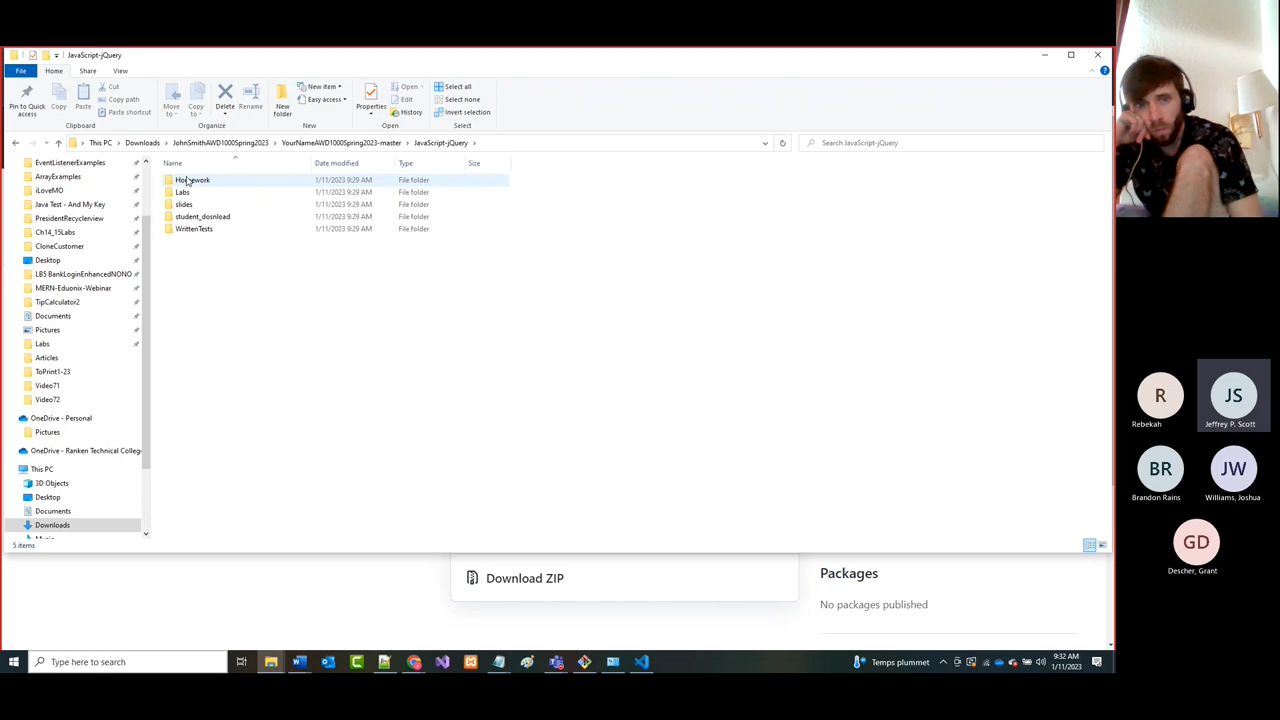 JavaScript-jQuery
File Home Share View
Pin to Quick access
Copy
Paste
Cut
Copy path
Paste shortcut
Clipboard
Move to
Copy to
Delete
Rename
Organize
New folder
New item
Easy access
New
Properties
Open
Edit
History
Open
Select all
Select none
Invert selection
Select
This PC > Downloads > JohnSmithAWD1000Spring2023 > YourNameAWD1000Spring2023-master > JavaScript-jQuery >
Search JavaScript-jQuery
Name Date modified Type Size
Homework 1/11/2023 9:29 AM File folder
Labs 1/11/2023 9:29 AM File folder
slides 1/11/2023 9:29 AM File folder
student_dosnload 1/11/2023 9:29 AM File folder
WrittenTests 1/11/2023 9:29 AM File folder
EventListenerExamples
ArrayExamples
iLoveMO
Java Test - And My Key
PresidentRecyclerview
Ch14_15Labs
CloneCustomer
Desktop
LB5 BankLoginEnhancedNONO
MERN-Eduonix-Webinar
TipCalculator2
Documents
Pictures
Labs
Articles
ToPrint1-23
Video71
Video72
OneDrive - Personal
Pictures
OneDrive - Ranken Technical College
This PC
3D Objects
Desktop
Documents
Downloads
5 items
Download ZIP
Packages
No packages published
Type here to search
Temps plummet
9:32 AM
1/11/2023
R
Rebekah
JS
Jeffrey P. Scott
BR
Brandon Rains
JW
Williams, Joshua
GD
Descher, Grant